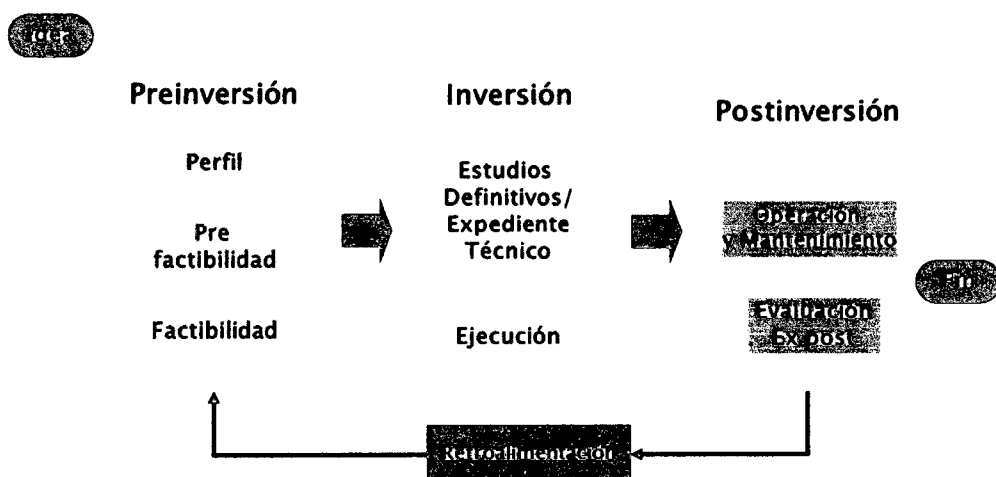 Idea
Preinversión
Inversión
Postinversión
Perfil
Pre
factibilidad
Factibilidad
Estudios
Definitivos/
Expediente
Técnico
Ejecución
Operación
y Mantenimiento
Evaluación
Ex post
Fin
Retroalimentación